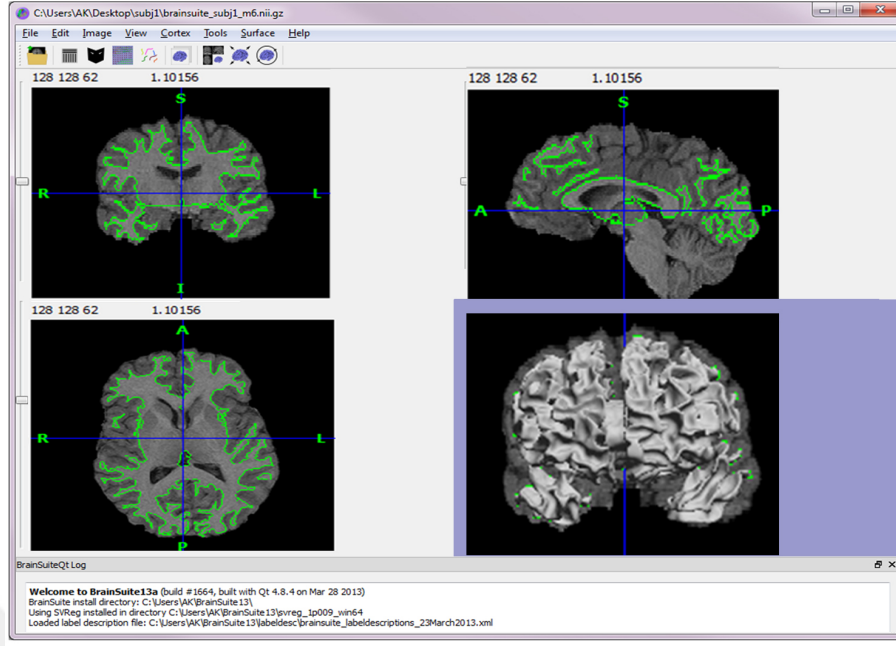 C:\Users\AK\Desktop\subj1\brainsuite_subj1_m6.nii.gz
File Edit Image View Cortex Tools Surface Help
128 128 62 1.10156
S
R L
I
128 128 62 1.10156
S
A P
128 128 62 1.10156
A
R L
P
BrainSuiteQt Log
Welcome to BrainSuite13a (build #1664, built with Qt 4.8.4 on Mar 28 2013)
BrainSuite install directory: C:\Users\AK\BrainSuite13\
Using SVReg installed in directory C:\Users\AK\BrainSuite13\svreg_1p009_win64
Loaded label description file: C:\Users\AK\BrainSuite13\labeldesc\brainsuite_labeldescriptions_23March2013.xml